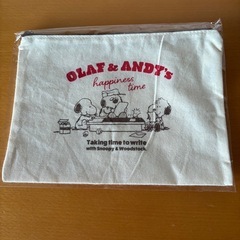 OLAF & ANDY's
happiness
time
Taking time to write
with Snoopy & Woodstock.